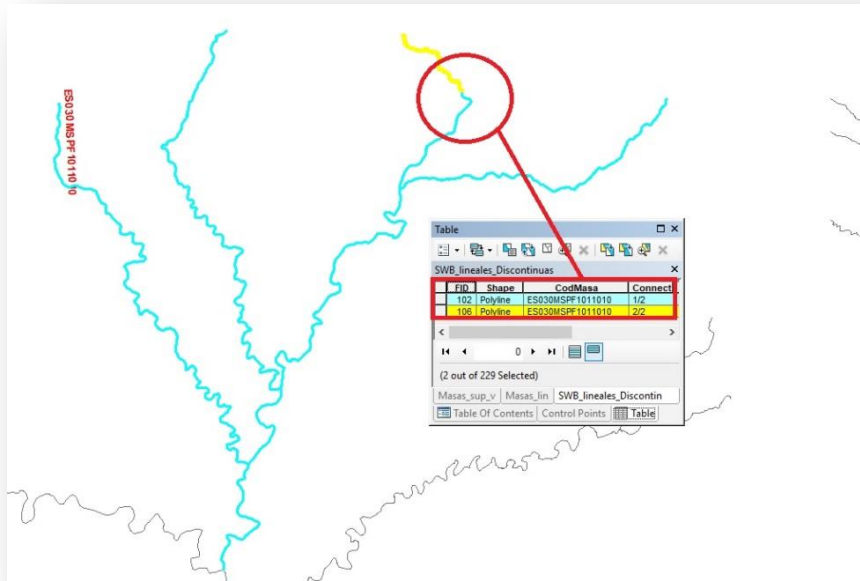 ES030MSPF1011010
Table
SWB_lineales_Discontinuas
FID Shape CodMasa Connect
102 Polyline ES030MSPF1011010 1/2
106 Polyline ES030MSPF1011010 2/2
0
(2 out of 229 Selected)
Masas_sup_v Masas_lin SWB_lineales_Discontin
Table Of Contents Control Points Table